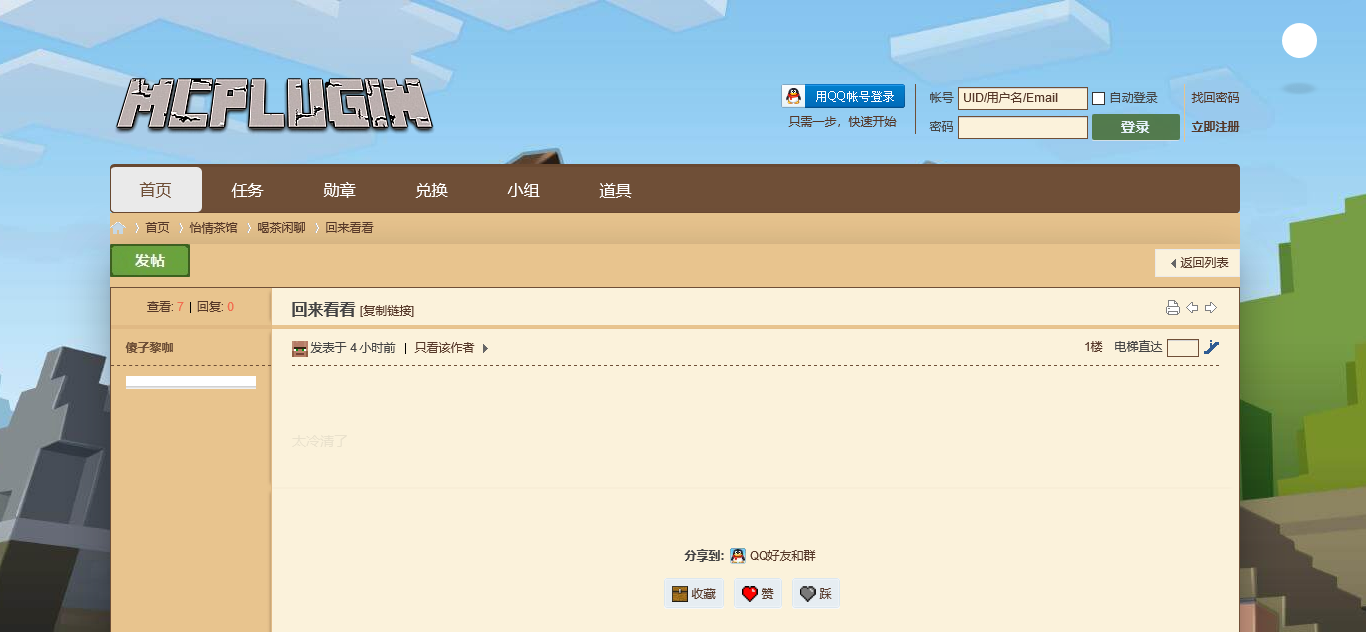 MCPLUGIN
用QQ帐号登录
只需一步，快速开始
帐号 UID/用户名/Email 自动登录 找回密码
密码 登录 立即注册
首页 任务 勋章 兑换 小组 道具
首页 怡情茶馆 喝茶闲聊 回来看看
发帖
返回列表
查看: 7 | 回复: 0
回来看看 [复制链接]
傻子黎咖
发表于 4 小时前 | 只看该作者
1楼 电梯直达
太冷清了
分享到: QQ好友和群
收藏 赞 踩